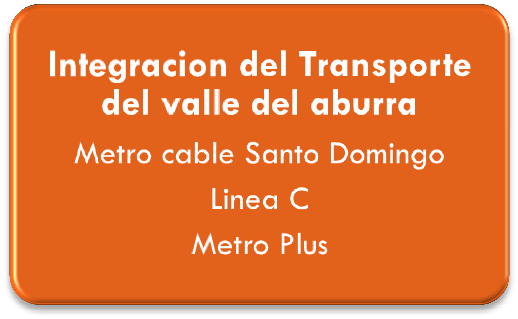 Integracion del Transporte
del valle del aburra
Metro cable Santo Domingo
Linea C
Metro Plus